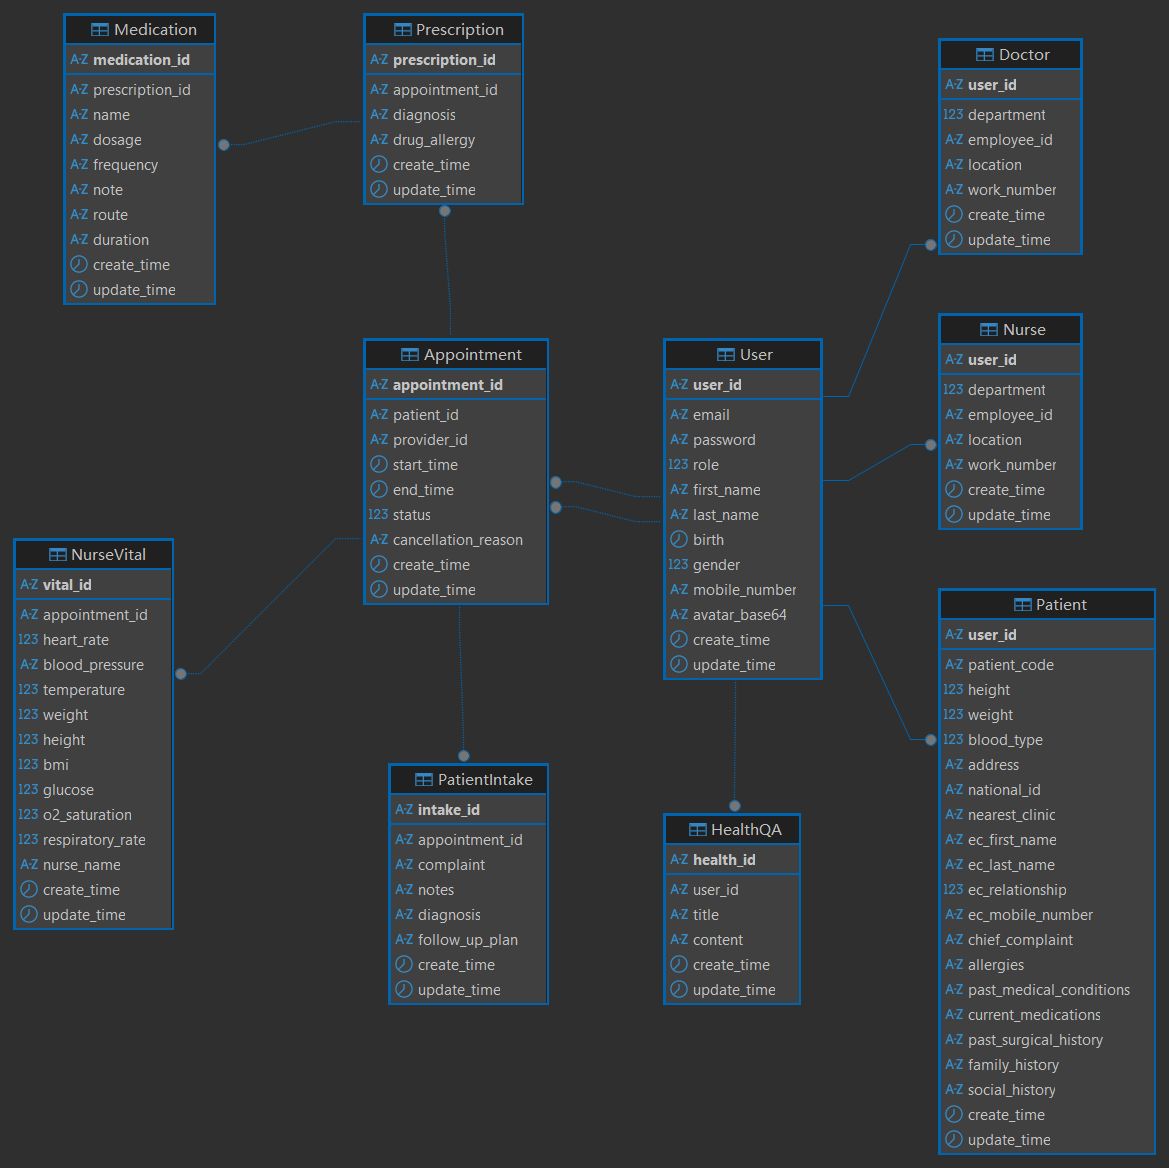 Medication
A-Z medication_id
A-Z prescription_id
A-Z name
A-Z dosage
A-Z frequency
A-Z note
A-Z route
A-Z duration
create_time
update_time
Prescription
A-Z prescription_id
A-Z appointment_id
A-Z diagnosis
A-Z drug_allergy
create_time
update_time
Doctor
A-Z user_id
123 department
A-Z employee_id
A-Z location
A-Z work_number
create_time
update_time
Nurse
A-Z user_id
123 department
A-Z employee_id
A-Z location
A-Z work_number
create_time
update_time
Appointment
A-Z appointment_id
A-Z patient_id
A-Z provider_id
start_time
end_time
123 status
A-Z cancellation_reason
create_time
update_time
User
A-Z user_id
A-Z email
A-Z password
123 role
A-Z first_name
A-Z last_name
birth
123 gender
A-Z mobile_number
A-Z avatar_base64
create_time
update_time
NurseVital
A-Z vital_id
A-Z appointment_id
123 heart_rate
A-Z blood_pressure
123 temperature
123 weight
123 height
123 bmi
123 glucose
123 o2_saturation
123 respiratory_rate
A-Z nurse_name
create_time
update_time
PatientIntake
A-Z intake_id
A-Z appointment_id
A-Z complaint
A-Z notes
A-Z diagnosis
A-Z follow_up_plan
create_time
update_time
HealthQA
A-Z health_id
A-Z user_id
A-Z title
A-Z content
create_time
update_time
Patient
A-Z user_id
A-Z patient_code
123 height
123 weight
123 blood_type
A-Z address
A-Z national_id
A-Z nearest_clinic
A-Z ec_first_name
A-Z ec_last_name
123 ec_relationship
A-Z ec_mobile_number
A-Z chief_complaint
A-Z allergies
A-Z past_medical_conditions
A-Z current_medications
A-Z past_surgical_history
A-Z family_history
A-Z social_history
create_time
update_time